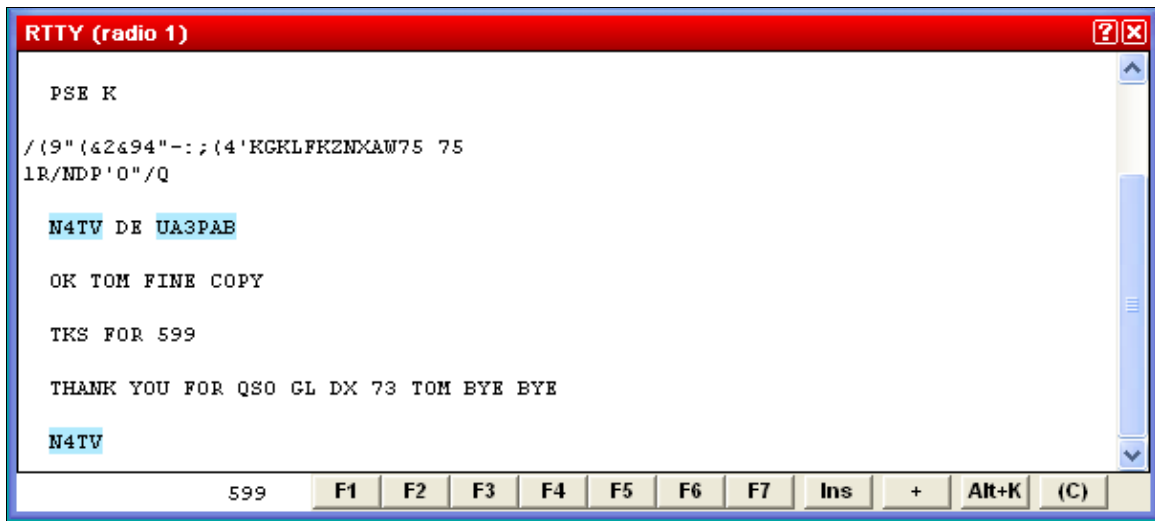 RTTY (radio 1)
PSE K
/(9"(&2&94"-:;(4'KGKLFKZNXAW75 75
lR/NDP'O"/Q
N4TV DE UA3PAB
OK TOM FINE COPY
TKS FOR 599
THANK YOU FOR QSO GL DX 73 TOM BYE BYE
N4TV
599 F1 F2 F3 F4 F5 F6 F7 Ins + Alt+K (C)